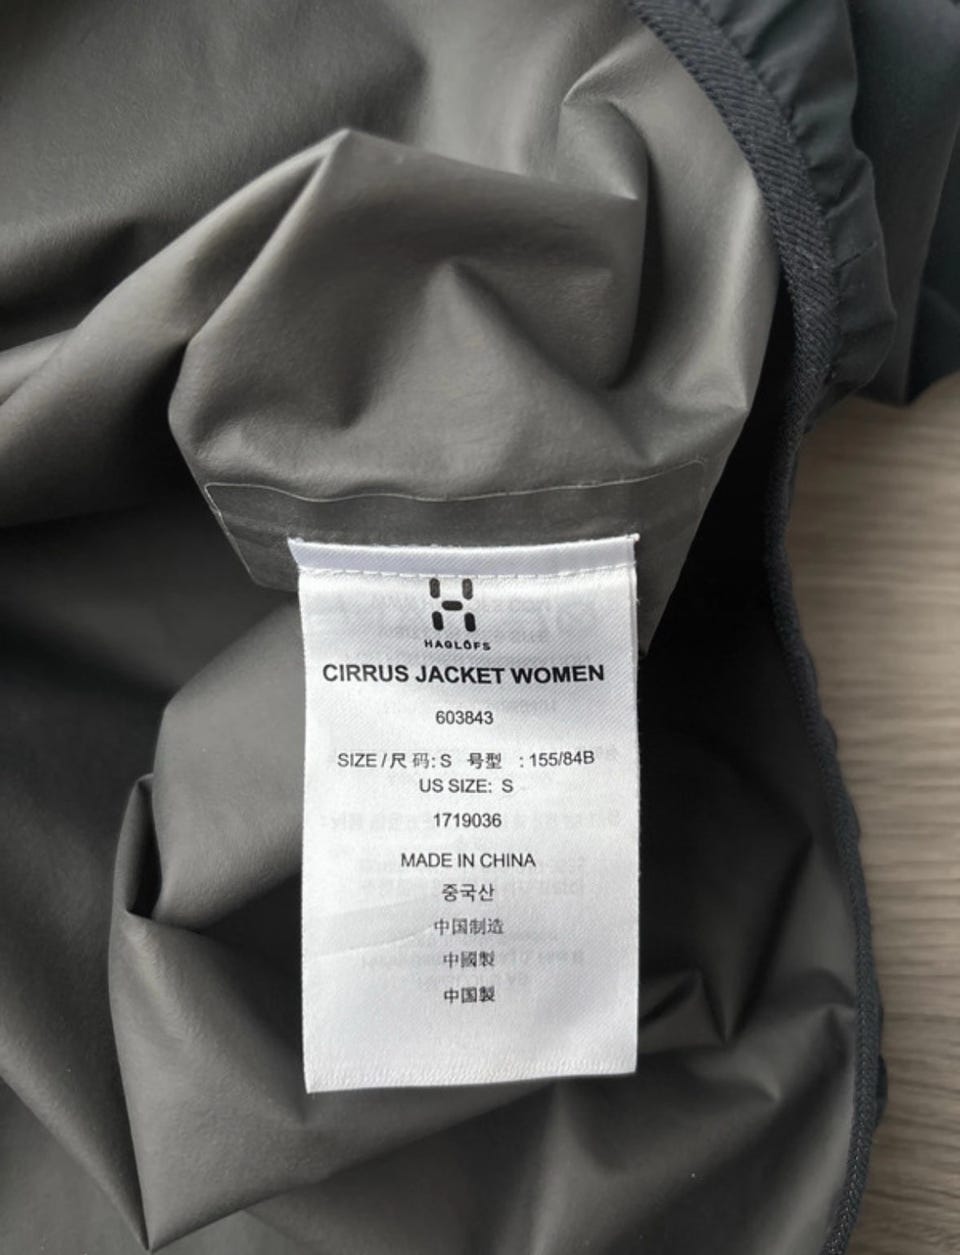 HAGLÖFS
CIRRUS JACKET WOMEN
603843
SIZE / 尺 码: S 号型 : 155/84B
US SIZE: S
1719036
MADE IN CHINA
중국산
中国制造
中國製
中国製